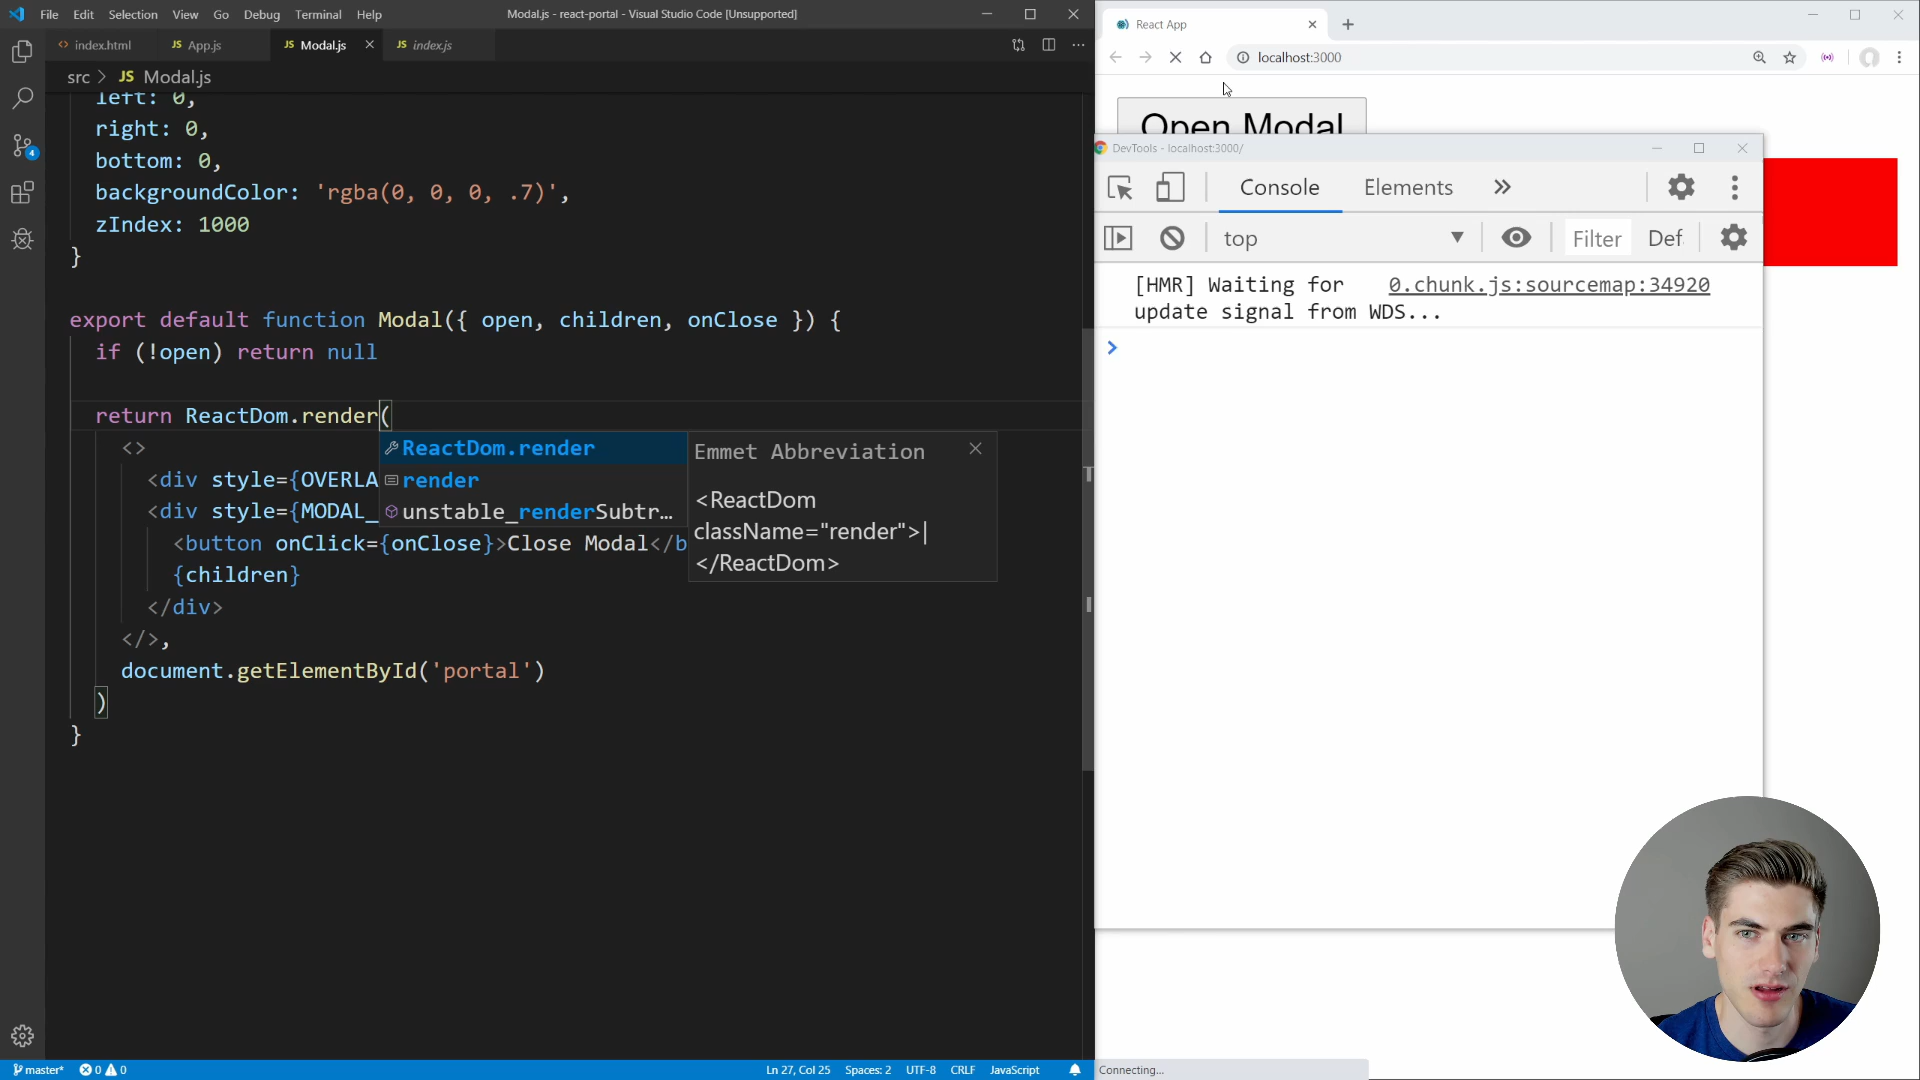 File Edit Selection View Go Debug Terminal Help
Modal.js - react-portal - Visual Studio Code [Unsupported]
index.html
JS App.js
JS Modal.js
JS index.js
src > JS Modal.js
left: 0,
right: 0,
bottom: 0,
backgroundColor: 'rgba(0, 0, 0, .7)',
zIndex: 1000
}
export default function Modal({ open, children, onClose }) {
if (!open) return null
return ReactDom.render(
<>
<div style={OVERLA
<div style={MODAL_
<button onClick={onClose}>Close Modal</b
{children}
</div>
</>,
document.getElementById('portal')
)
}
ReactDom.render
render
unstable_renderSubtr...
Emmet Abbreviation
<ReactDom
className="render">|
</ReactDom>
4
master*
0 0
Ln 27, Col 25 Spaces: 2 UTF-8 CRLF JavaScript
React App
localhost:3000
Open Modal
DevTools - localhost:3000/
Console Elements
top
Filter
Def
[HMR] Waiting for 0.chunk.js:sourcemap:34920
update signal from WDS...
>
Connecting...